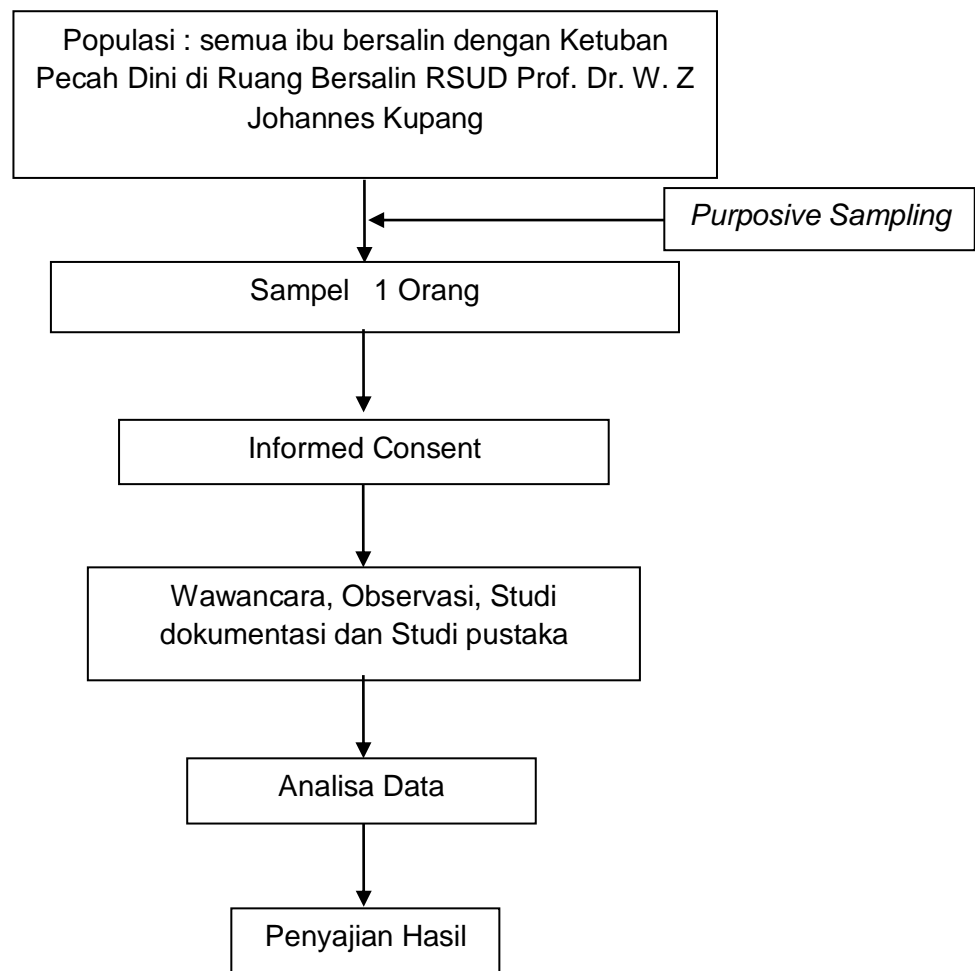 Populasi : semua ibu bersalin dengan Ketuban
Pecah Dini di Ruang Bersalin RSUD Prof. Dr. W. Z
Johannes Kupang
Purposive Sampling
Sampel 1 Orang
Informed Consent
Wawancara, Observasi, Studi
dokumentasi dan Studi pustaka
Analisa Data
Penyajian Hasil